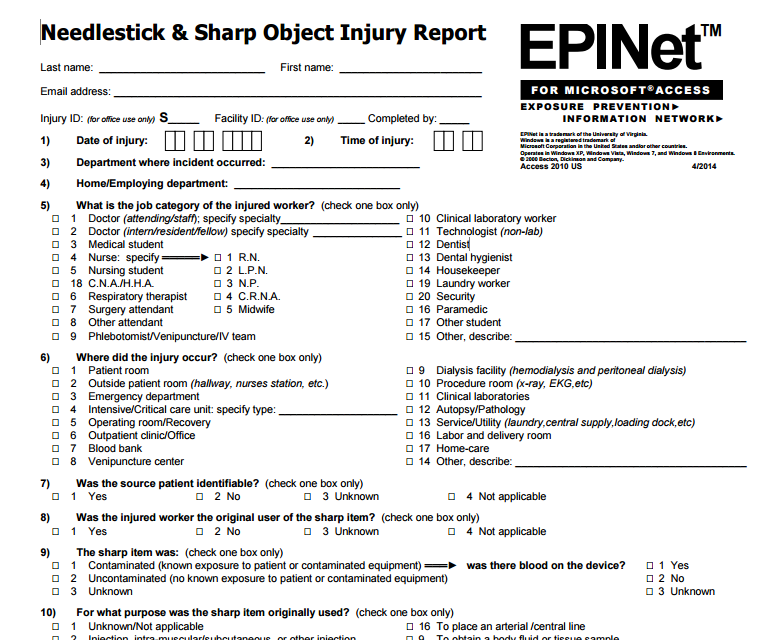 Needlestick & Sharp Object Injury Report
EPINet™
FOR MICROSOFT®ACCESS
EXPOSURE PREVENTION►
INFORMATION NETWORK►
EPINet is a trademark of the University of Virginia.
Windows is a registered trademark of
Microsoft Corporation in the United States and/or other countries.
Operates in Windows XP, Windows Vista, Windows 7, and Windows 8 Environments.
© 2000 Becton, Dickinson and Company.
Access 2010 US 4/2014
Last name: ____ First name: ____
Email address: ____
Injury ID: (for office use only) S____ Facility ID: (for office use only) ____ Completed by: ____
1) Date of injury: 2) Time of injury:
3) Department where incident occurred: ____
4) Home/Employing department: ____
5) What is the job category of the injured worker? (check one box only)
□ 1 Doctor (attending/staff); specify specialty____ □ 10 Clinical laboratory worker
□ 2 Doctor (intern/resident/fellow) specify specialty ____ □ 11 Technologist (non-lab)
□ 3 Medical student □ 12 Dentist
□ 4 Nurse: specify ► □ 1 R.N. □ 13 Dental hygienist
□ 5 Nursing student □ 2 L.P.N. □ 14 Housekeeper
□ 18 C.N.A./H.H.A. □ 3 N.P. □ 19 Laundry worker
□ 6 Respiratory therapist □ 4 C.R.N.A. □ 20 Security
□ 7 Surgery attendant □ 5 Midwife □ 16 Paramedic
□ 8 Other attendant □ 17 Other student
□ 9 Phlebotomist/Venipuncture/IV team □ 15 Other, describe: ____
6) Where did the injury occur? (check one box only)
□ 1 Patient room □ 9 Dialysis facility (hemodialysis and peritoneal dialysis)
□ 2 Outside patient room (hallway, nurses station, etc.) □ 10 Procedure room (x-ray, EKG,etc)
□ 3 Emergency department □ 11 Clinical laboratories
□ 4 Intensive/Critical care unit: specify type: ____ □ 12 Autopsy/Pathology
□ 5 Operating room/Recovery □ 13 Service/Utility (laundry,central supply,loading dock,etc)
□ 6 Outpatient clinic/Office □ 16 Labor and delivery room
□ 7 Blood bank □ 17 Home-care
□ 8 Venipuncture center □ 14 Other, describe: ____
7) Was the source patient identifiable? (check one box only)
□ 1 Yes □ 2 No □ 3 Unknown □ 4 Not applicable
8) Was the injured worker the original user of the sharp item? (check one box only)
□ 1 Yes □ 2 No □ 3 Unknown □ 4 Not applicable
9) The sharp item was: (check one box only)
□ 1 Contaminated (known exposure to patient or contaminated equipment) ► was there blood on the device? □ 1 Yes
□ 2 Uncontaminated (no known exposure to patient or contaminated equipment) □ 2 No
□ 3 Unknown □ 3 Unknown
10) For what purpose was the sharp item originally used? (check one box only)
□ 1 Unknown/Not applicable □ 16 To place an arterial /central line
□ 2 Injection, intra-muscular/subcutaneous, or other injection □ 9 To obtain a body fluid or tissue sample